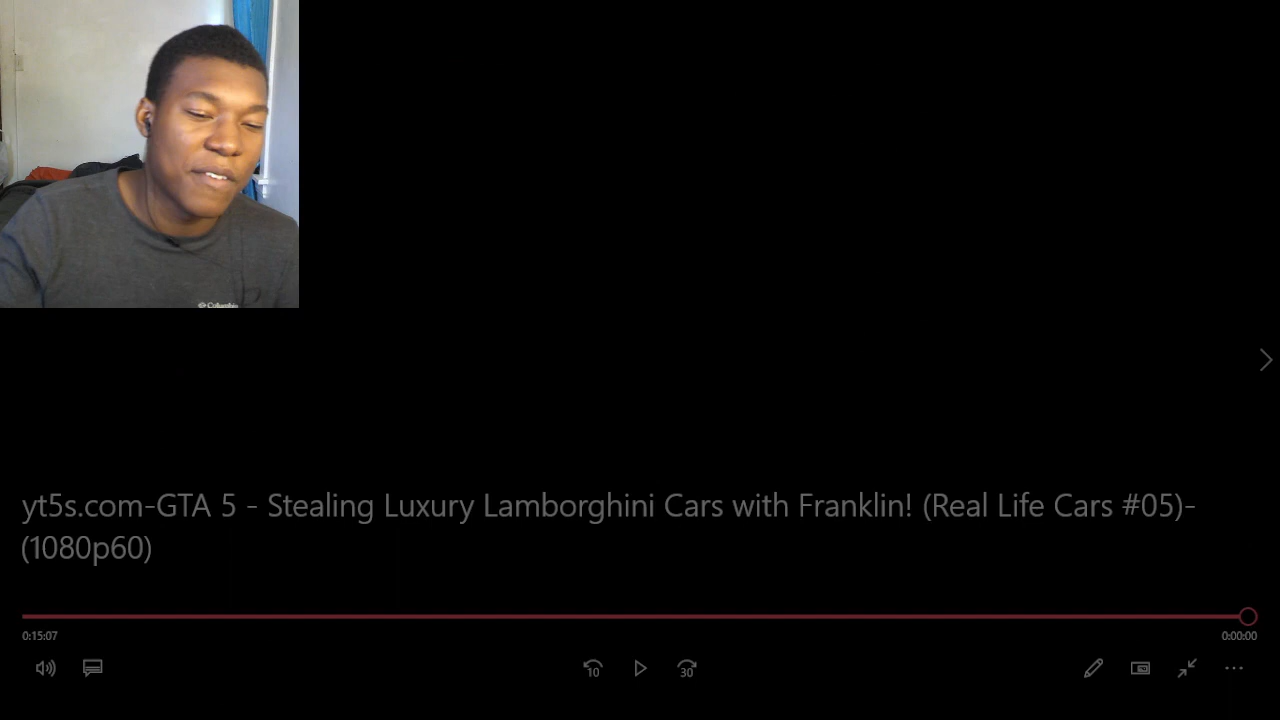 Columbia
yt5s.com-GTA 5 - Stealing Luxury Lamborghini Cars with Franklin! (Real Life Cars #05)-
(1080p60)
0:15:07
0:00:00
10
30